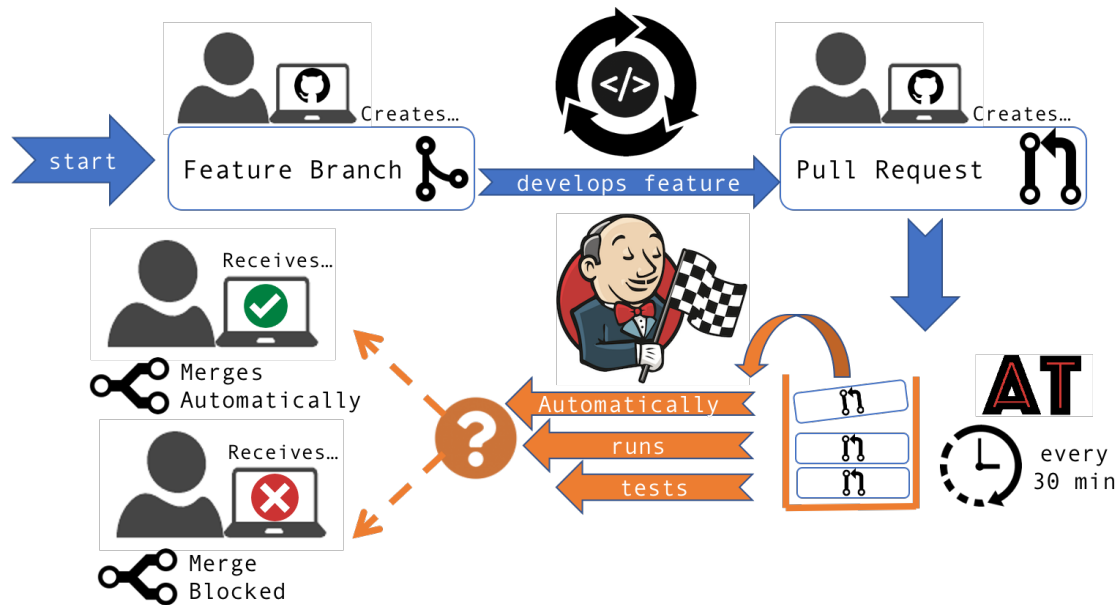 Creates…
Creates…
start
Feature Branch
</>
develops feature
Pull Request
Receives…
Merges
Automatically
Automatically
runs
tests
AT
every
30 min
Receives…
Merge
Blocked
?